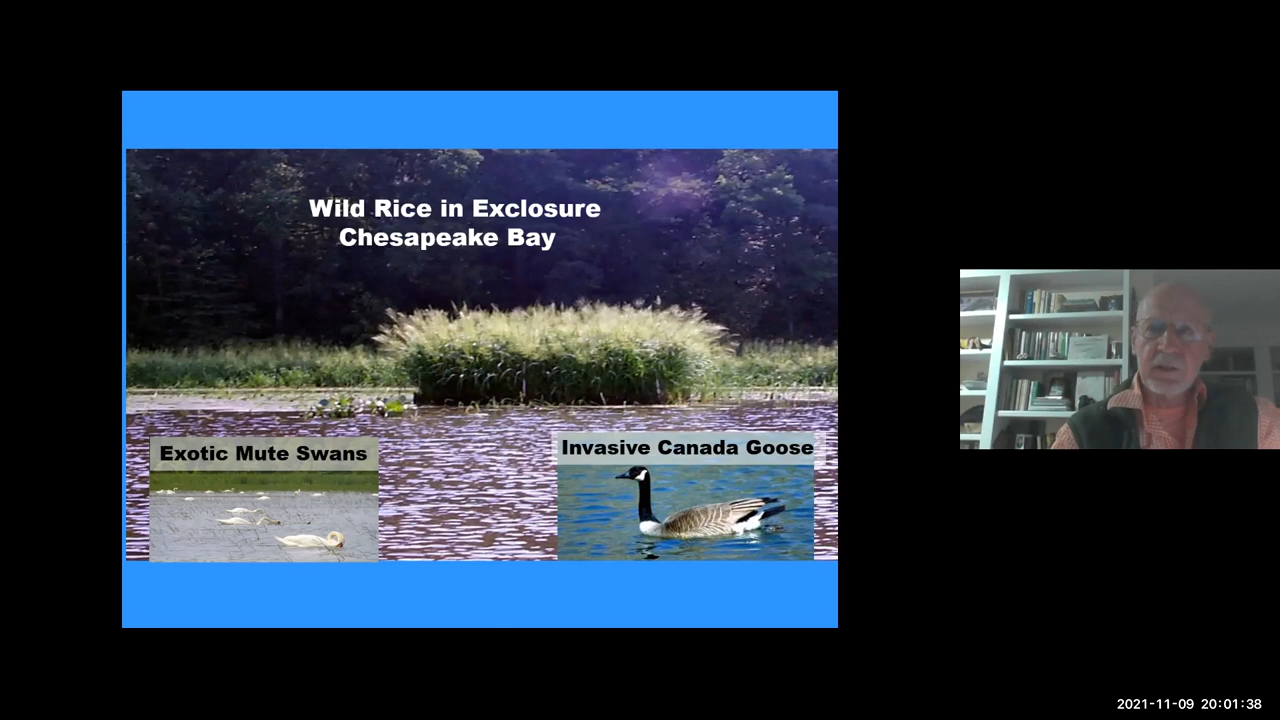 Wild Rice in Exclosure
Chesapeake Bay
Exotic Mute Swans
Invasive Canada Goose
2021-11-09 20:01:38